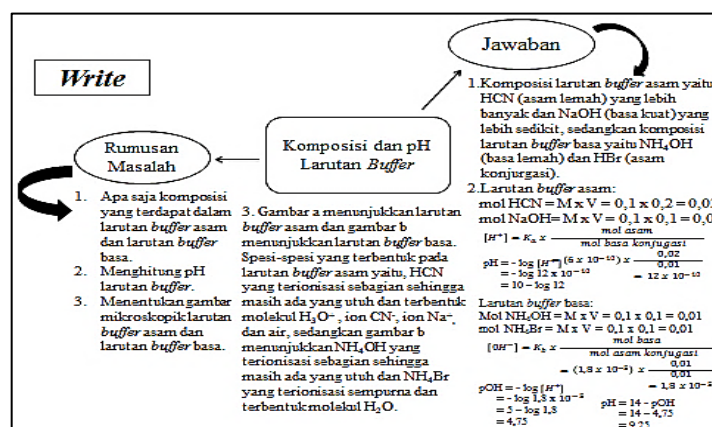 Write
Jawaban
Rumusan
Masalah
Komposisi dan pH
Larutan Buffer
1. Apa saja komposisi
yang terdapat dalam
larutan buffer asam
dan larutan buffer
basa.
2. Menghitung pH
larutan buffer.
3. Menentukan gambar
mikroskopik larutan
buffer asam dan
larutan buffer basa.
3. Gambar a menunjukkan larutan
buffer asam dan gambar b
menunjukkan larutan buffer basa.
Spesi-spesi yang terbentuk pada
larutan buffer asam yaitu, HCN
yang terionisasi sebagian sehingga
masih ada yang utuh dan terbentuk
molekul H₃O⁺, ion CN⁻, ion Na⁺,
dan air, sedangkan gambar b
menunjukkan NH₄OH yang
terionisasi sebagian sehingga
masih ada yang utuh dan NH₄Br
yang terionisasi sempurna dan
terbentuk molekul H₂O.
1.Komposisi larutan buffer asam yaitu
HCN (asam lemah) yang lebih
banyak dan NaOH (basa kuat) yang
lebih sedikit, sedangkan komposisi
larutan buffer basa yaitu NH₄OH
(basa lemah) dan HBr (asam
konjurgasi).
2.Larutan buffer asam:
mol HCN = M x V = 0,1 x 0,2 = 0,0
mol NaOH= M x V = 0,1 x 0,1 = 0,0
[H⁺] = Kₐ x mol asam / mol basa konjugasi
pH = - log [H⁺] (6 x 10⁻¹⁰) x 0,02 / 0,01
= - log 12 x 10⁻¹⁰ = 12 x 10⁻¹⁰
= 10 – log 12
Larutan buffer basa:
Mol NH₄OH = M x V = 0,1 x 0,1 = 0,01
mol NH₄Br = M x V = 0,1 x 0,1 = 0,01
[OH⁻] = K_b x mol basa / mol asam konjugasi
= (1,8 x 10⁻⁵) x 0,01 / 0,01
pOH = - log [H⁺] = 1,8 x 10⁻⁵
= - log 1,8 x 10⁻⁵ pH = 14 - pOH
= 5 – log 1,8 = 14 – 4,75
= 4,75 = 9,25